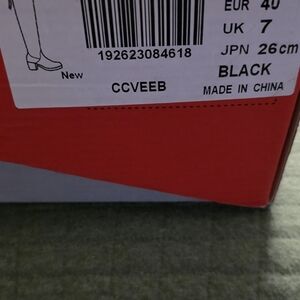 EUR 40
UK 7
JPN 26cm
BLACK
MADE IN CHINA
192623084618
New
CCVEEB